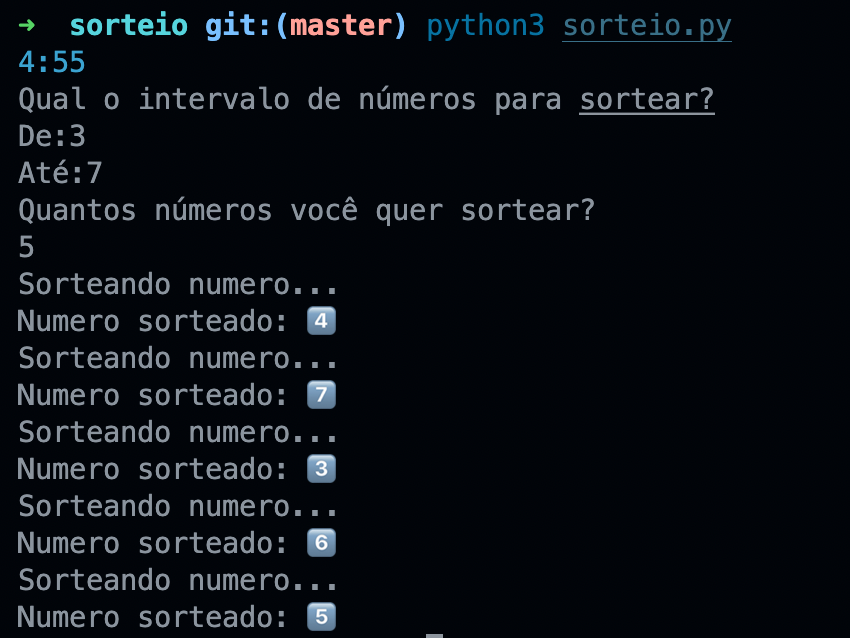 ➜  sorteio git:(master) python3 sorteio.py
4:55
Qual o intervalo de números para sortear?
De:3
Até:7
Quantos números você quer sortear?
5
Sorteando numero...
Numero sorteado: 4️⃣
Sorteando numero...
Numero sorteado: 7️⃣
Sorteando numero...
Numero sorteado: 3️⃣
Sorteando numero...
Numero sorteado: 6️⃣
Sorteando numero...
Numero sorteado: 5️⃣